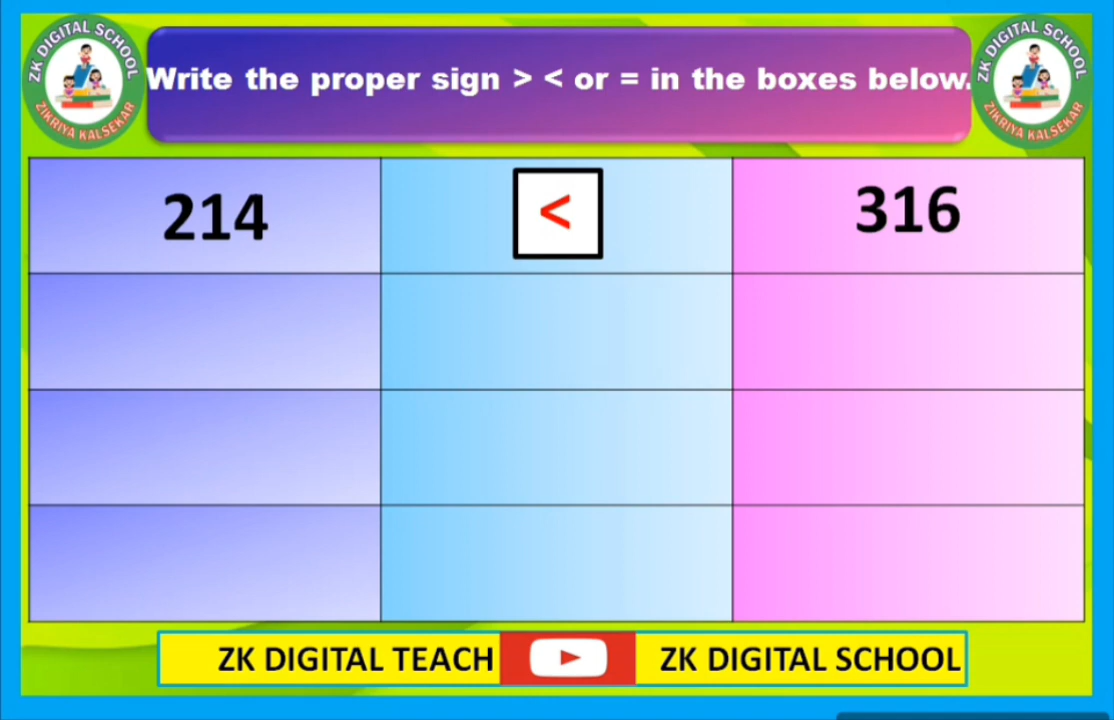 ZK DIGITAL SCHOOL
ZIKRIYA KALSEKAR
Write the proper sign > < or = in the boxes below.
ZK DIGITAL SCHOOL
ZIKRIYA KALSEKAR
214 < 316
ZK DIGITAL TEACH ZK DIGITAL SCHOOL